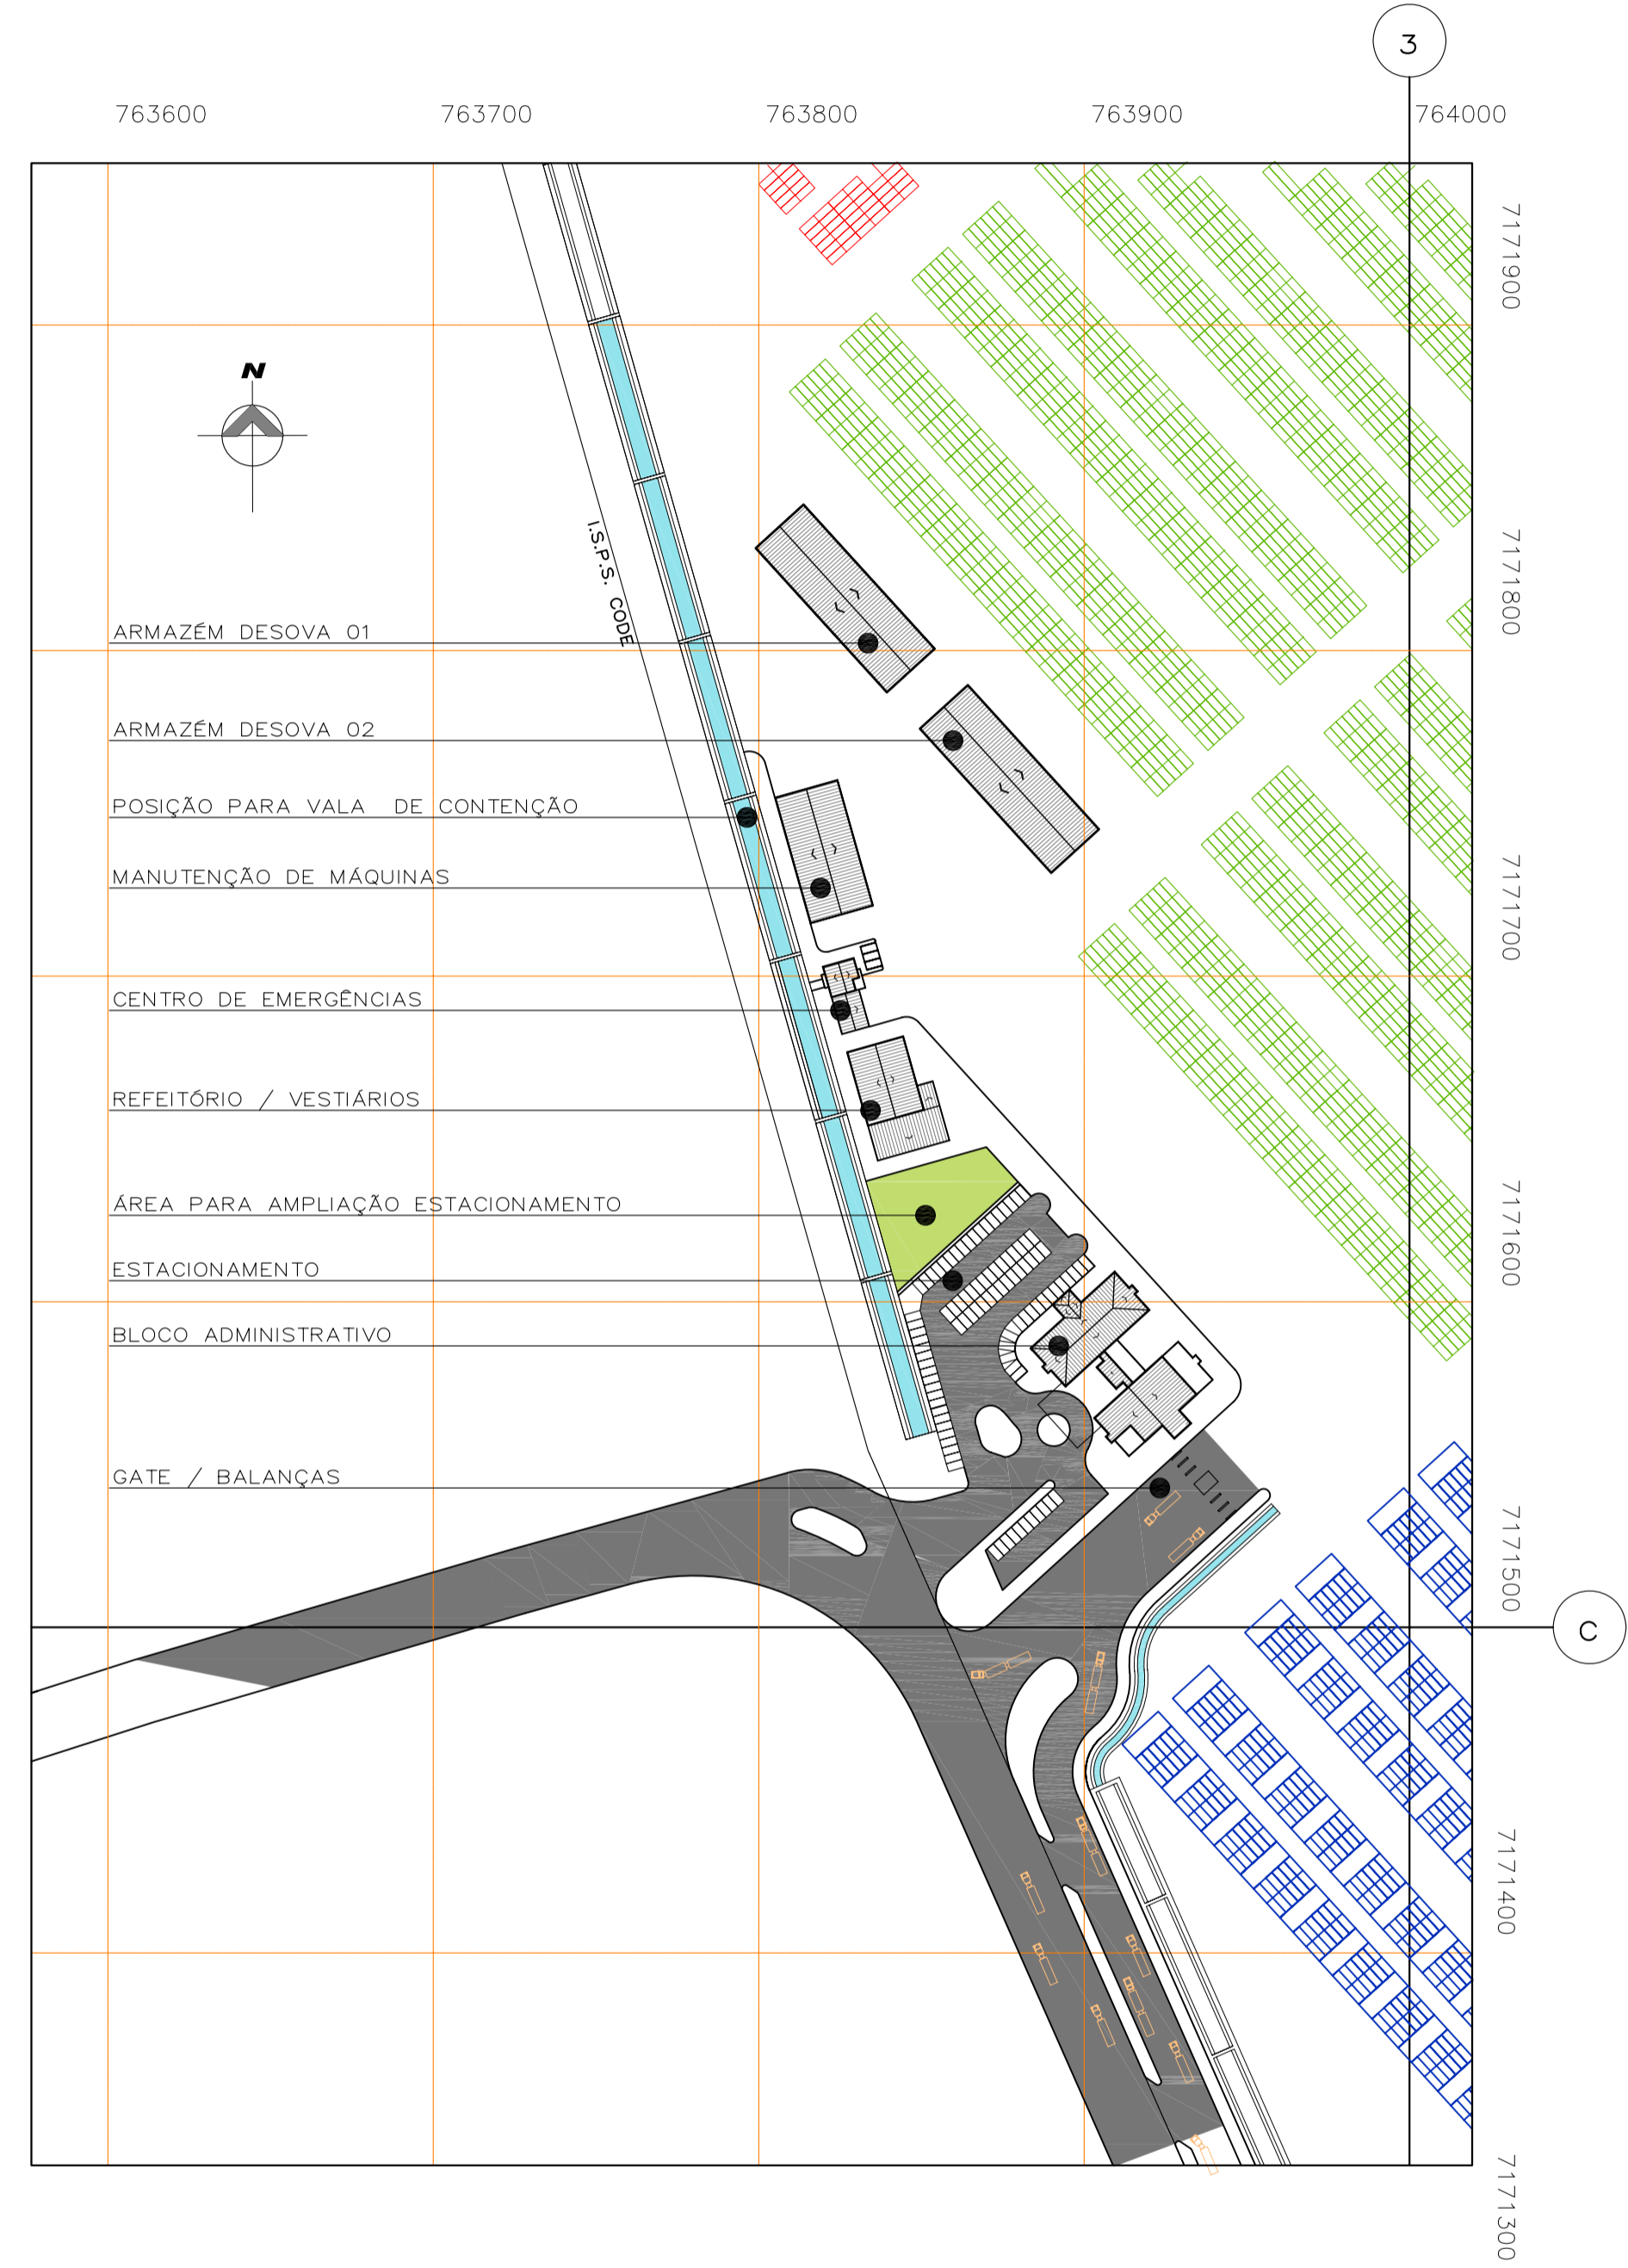 3
763600 763700 763800 763900 764000
7171900
N
I.S.P.S. CODE
7171800
ARMAZÉM DESOVA 01
ARMAZÉM DESOVA 02
POSIÇÃO PARA VALA DE CONTENÇÃO
MANUTENÇÃO DE MÁQUINAS
7171700
CENTRO DE EMERGÊNCIAS
REFEITÓRIO / VESTIÁRIOS
ÁREA PARA AMPLIAÇÃO ESTACIONAMENTO
7171600
ESTACIONAMENTO
BLOCO ADMINISTRATIVO
GATE / BALANÇAS
7171500
C
7171400
7171300